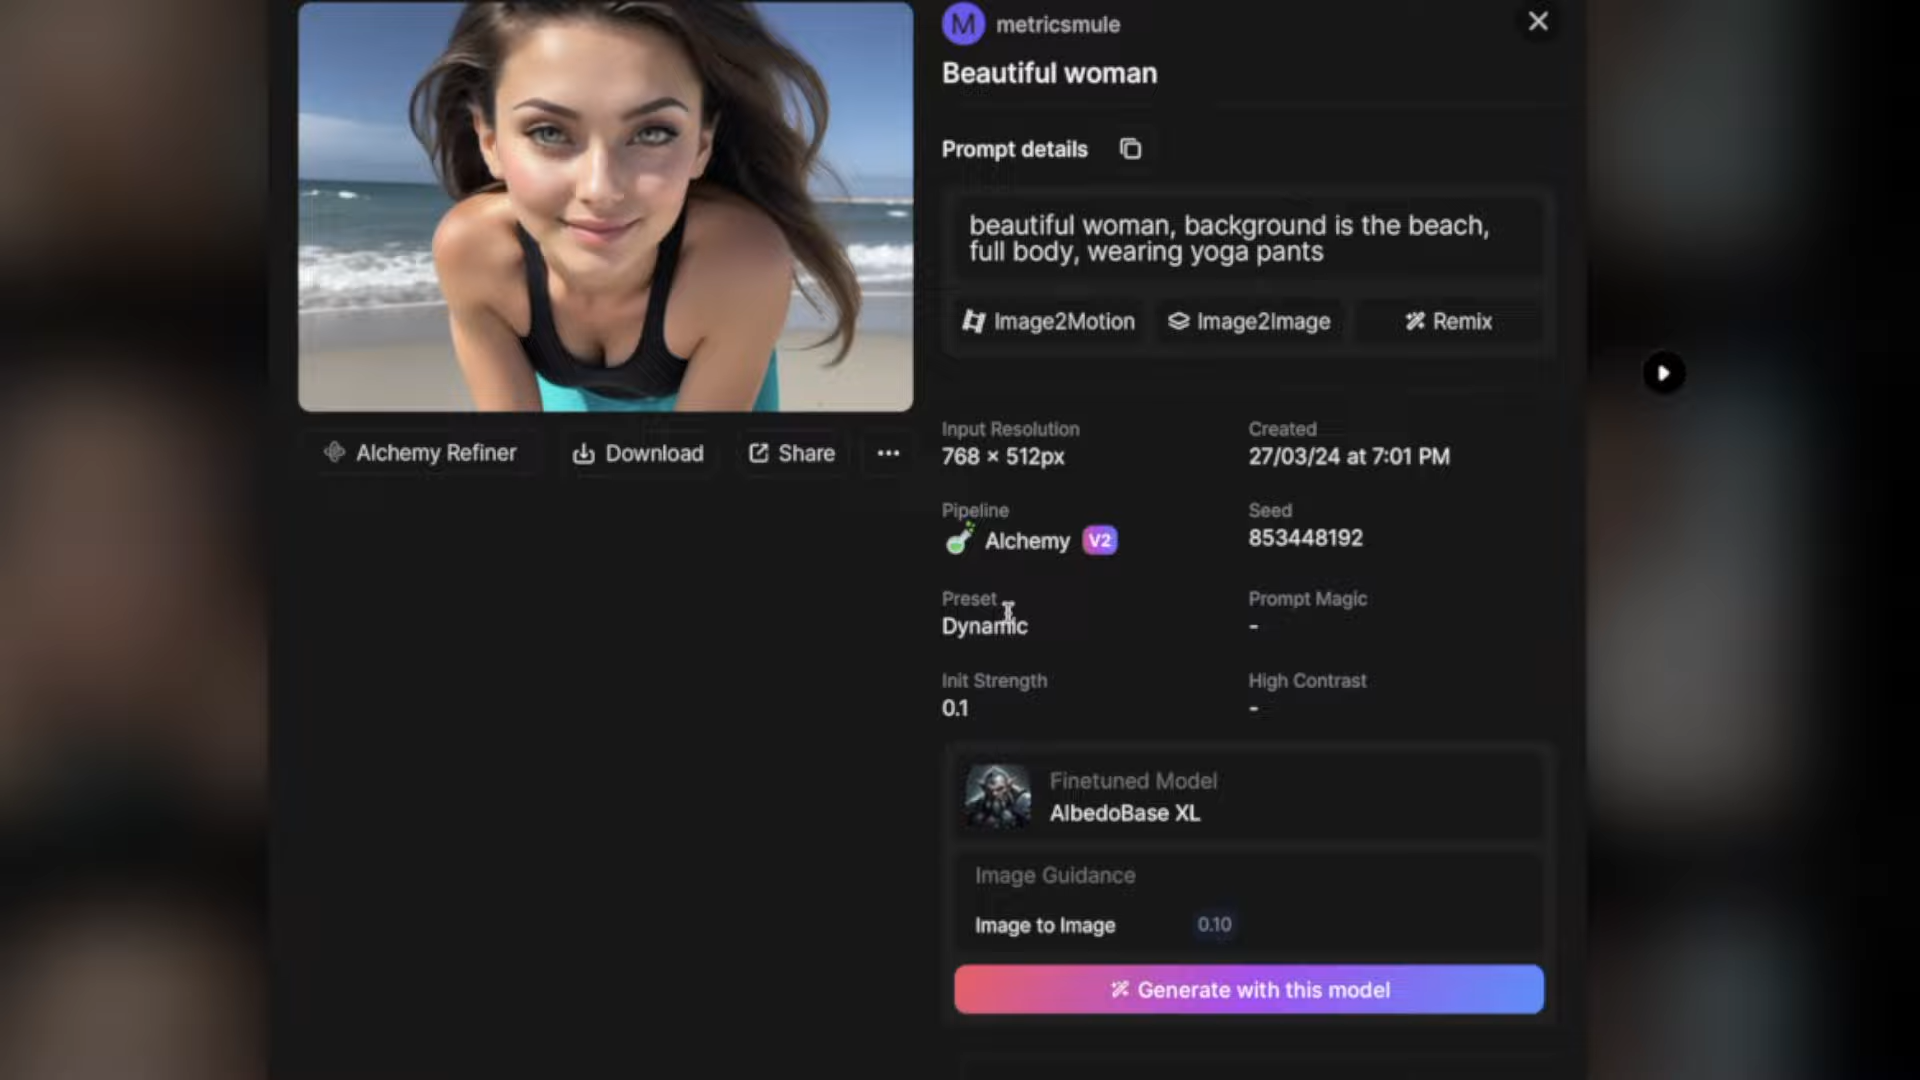 M metricsmule
Beautiful woman
Prompt details
beautiful woman, background is the beach,
full body, wearing yoga pants
Image2Motion Image2Image Remix
Alchemy Refiner Download Share
Input Resolution Created
768 × 512px 27/03/24 at 7:01 PM
Pipeline Seed
Alchemy V2 853448192
Preset Prompt Magic
Dynamic -
Init Strength High Contrast
0.1 -
Finetuned Model
AlbedoBase XL
Image Guidance
Image to Image 0.10
Generate with this model